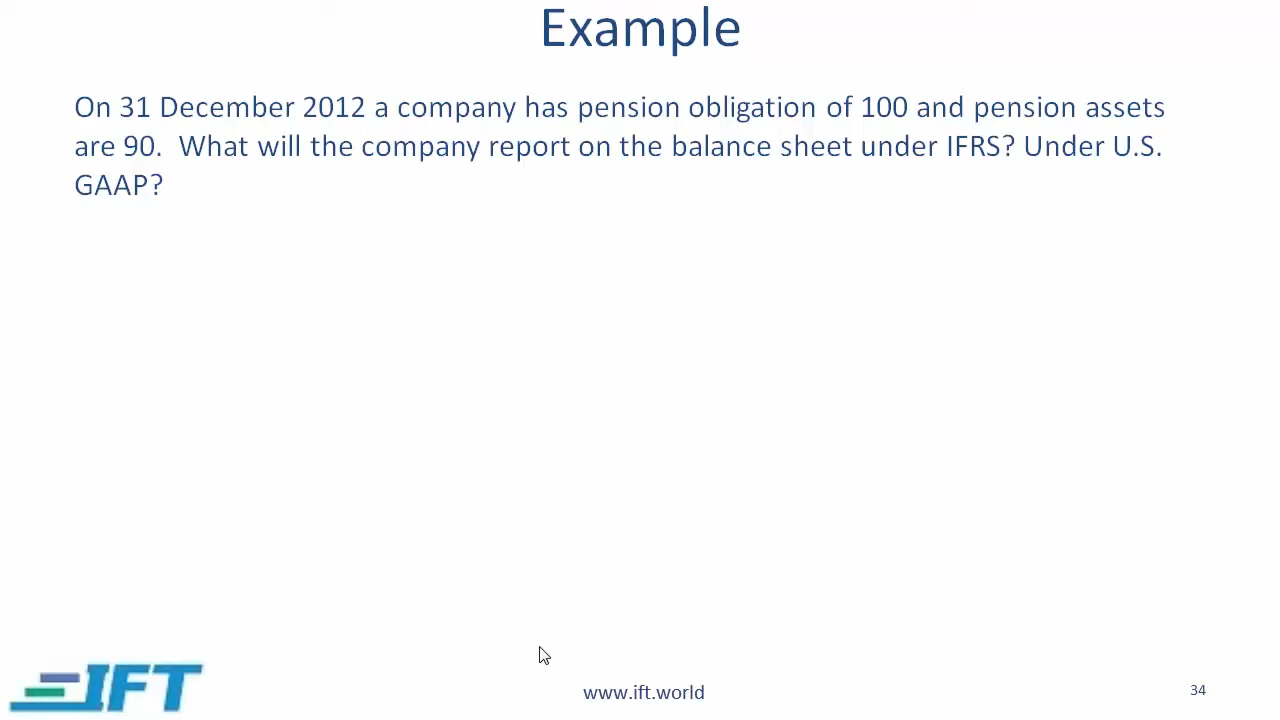 Example
On 31 December 2012 a company has pension obligation of 100 and pension assets
are 90.  What will the company report on the balance sheet under IFRS? Under U.S.
GAAP?
IFT
www.ift.world
34